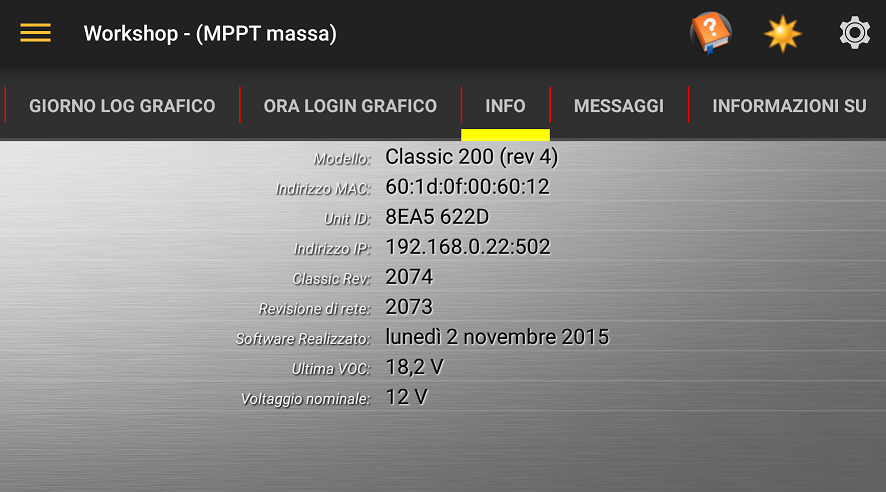 Workshop - (MPPT massa)
GIORNO LOG GRAFICO ORA LOGIN GRAFICO INFO MESSAGGI INFORMAZIONI SU
Modello: Classic 200 (rev 4)
Indirizzo MAC: 60:1d:0f:00:60:12
Unit ID: 8EA5 622D
Indirizzo IP: 192.168.0.22:502
Classic Rev: 2074
Revisione di rete: 2073
Software Realizzato: lunedì 2 novembre 2015
Ultima VOC: 18,2 V
Voltaggio nominale: 12 V